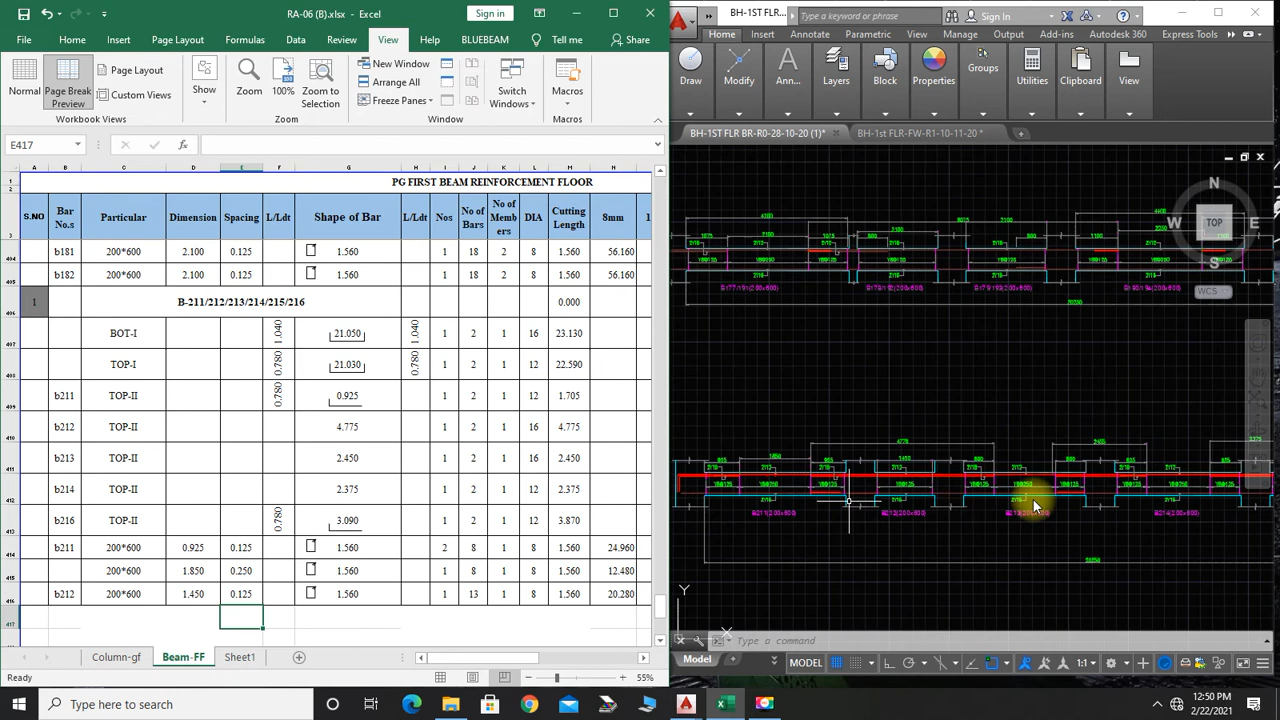 RA-06 (B).xlsx - Excel
Sign in
File Home Insert Page Layout Formulas Data Review View Help BLUEBEAM Tell me Share
Normal
Page Break Preview
Page Layout
Custom Views
Workbook Views
Show
Zoom
100%
Zoom to Selection
Zoom
New Window
Arrange All
Freeze Panes
Switch Windows
Window
Macros
Macros
E417
fx
A B C D E F G H I J K L M N
PG FIRST BEAM REINFORCEMENT FLOOR
S.NO Bar No.s Particular Dimension Spacing L/Ldt Shape of Bar L/Ldt Nos No of Bars No of Memb ers DIA Cutting Length 8mm 1
b181 200*600 2.100 0.125 1.560 1 18 2 8 1.560 56.160
b182 200*600 2.100 0.125 1.560 1 18 2 8 1.560 56.160
1 B-211/212/213/214/215/216 0.000
BOT-I 1.040 21.050 1.040 1 2 1 16 23.130
TOP-I 0.780 21.030 0.780 1 2 1 12 22.590
b211 TOP-II 0.780 0.925 1 2 1 12 1.705
b212 TOP-II 4.775 1 2 1 16 4.775
b213 TOP-II 2.450 1 2 1 12 2.450
b215 TOP-II 2.375 1 2 1 12 2.375
b216 TOP-II 0.780 3.090 1 2 1 12 3.870
b211 200*600 0.925 0.125 1.560 2 8 1 8 1.560 24.960
200*600 1.850 0.250 1.560 1 8 1 8 1.560 12.480
b212 200*600 1.450 0.125 1.560 1 13 1 8 1.560 20.280
Column-gf Beam-FF Sheet1
Ready
55%
BH-1ST FLR...
Type a keyword or phrase
Sign In
Home Insert Annotate Parametric View Manage Output Add-ins Autodesk 360 Express Tools
Draw Modify Ann... Layers Block Properties Groups Utilities Clipboard View
BH-1ST FLR BR-R0-28-10-20 (1)*
BH-1st FLR-FW-R1-10-11-20 *
N
W TOP E
S
WCS
B177/191(200x600)
B211(200x600) B212(200x600) B214(200x600)
Y
X
Type a command
Model
MODEL
1:1
Type here to search
12:50 PM
2/22/2021